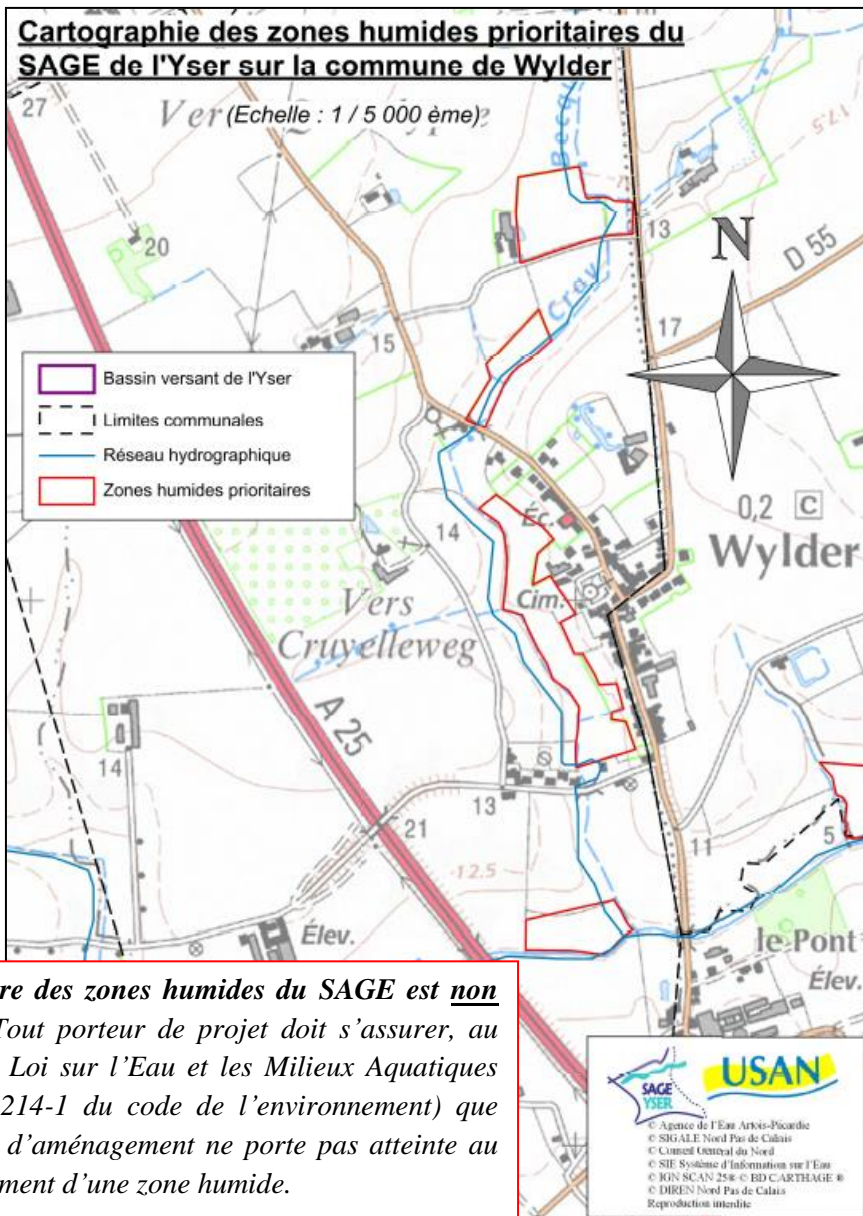 Cartographie des zones humides prioritaires du
SAGE de l'Yser sur la commune de Wylder
(Echelle : 1 / 5 000 ème)
27
Ver
17.5
Becque
20
13
N
D 55
Cray
17
15
Bassin versant de l'Yser
Limites communales
Réseau hydrographique
Zones humides prioritaires
0,2 C
Éc.
14
Wylder
Cim.
Vers
Cruyelleweg
A 25
14
13
21
11
5
12.5
Élev.
le Pont
Élev.
re des zones humides du SAGE est non
Tout porteur de projet doit s'assurer, au
Loi sur l'Eau et les Milieux Aquatiques
214-1 du code de l'environnement) que
d'aménagement ne porte pas atteinte au
ment d'une zone humide.
SAGE
YSER
USAN
© Agence de l'Eau Artois-Picardie
© SIGALE Nord Pas de Calais
© Conseil Général du Nord
© SIE Système d'Information sur l'Eau
© IGN SCAN 25® © BD CARTHAGE ®
© DIREN Nord Pas de Calais
Reproduction interdite